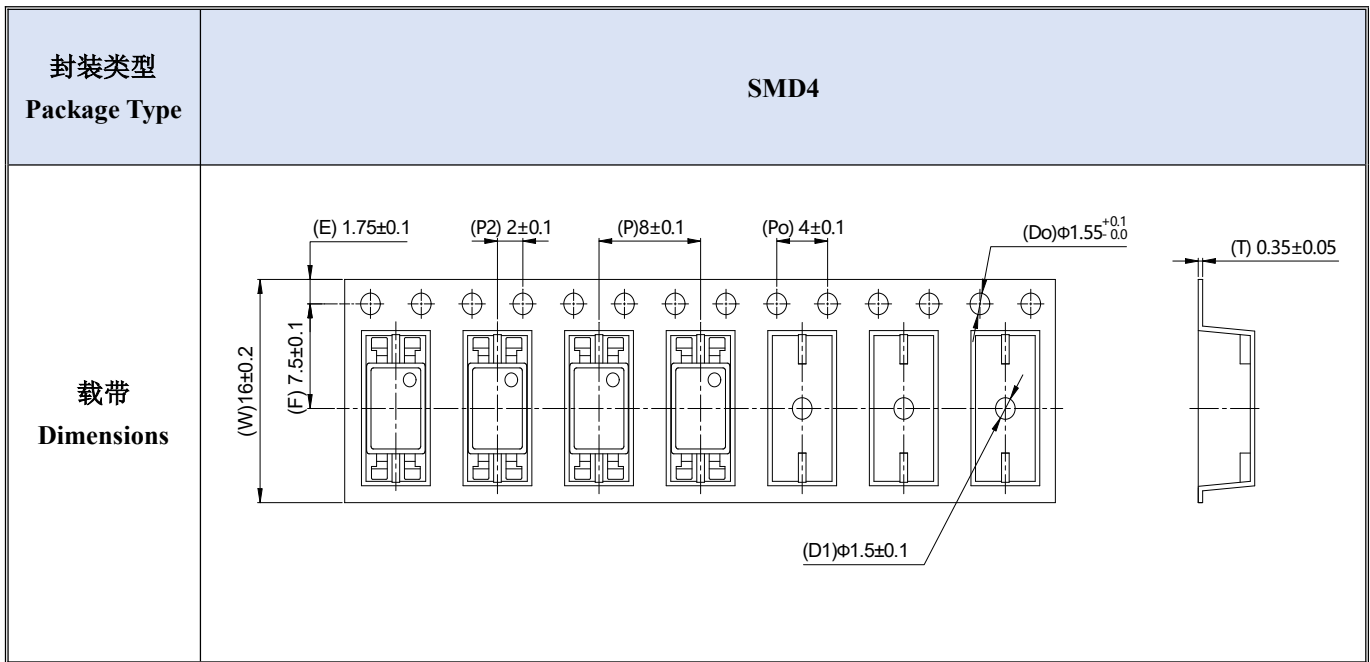 封装类型
Package Type
SMD4
载带
Dimensions
(E) 1.75±0.1
(P2) 2±0.1
(P)8±0.1
(Po) 4±0.1
(Do)Φ1.55+0.1
-0.0
(T) 0.35±0.05
(W)16±0.2
(F) 7.5±0.1
(D1)Φ1.5±0.1